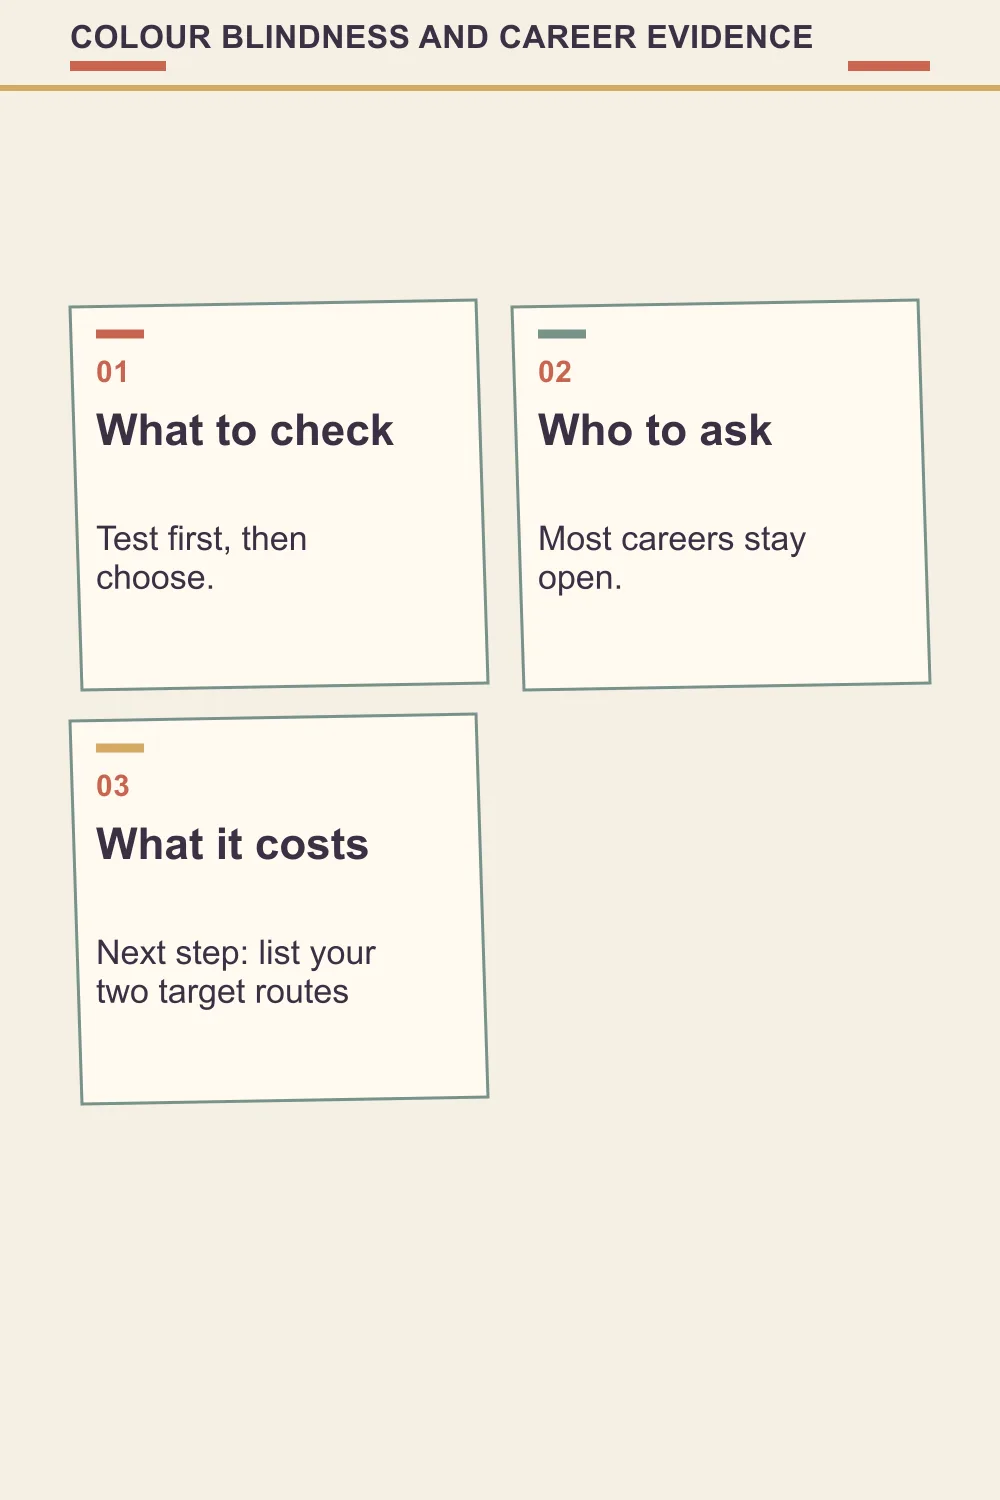 COLOUR BLINDNESS AND CAREER EVIDENCE
01
What to check
Test first, then
choose.
02
Who to ask
Most careers stay
open.
03
What it costs
Next step: list your
two target routes